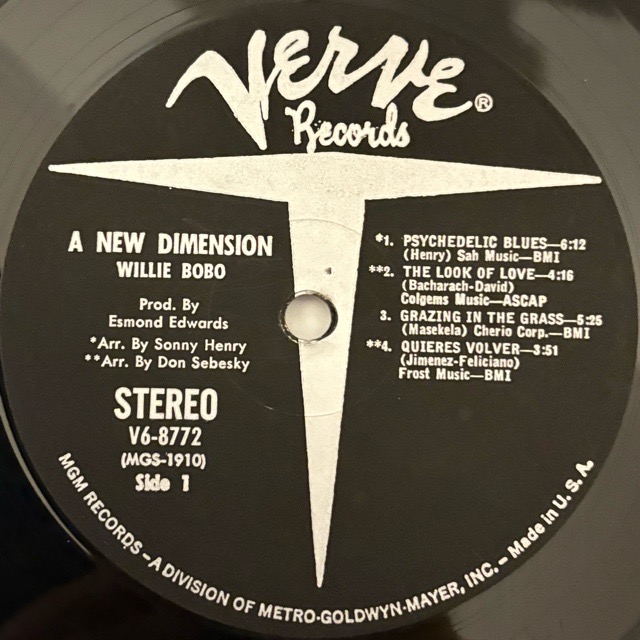 Verve®
Records
A NEW DIMENSION
WILLIE BOBO
Prod. By
Esmond Edwards
*Arr. By Sonny Henry
**Arr. By Don Sebesky
STEREO
V6-8772
(MGS-1910)
Side 1
*1. PSYCHEDELIC BLUES—6:12
(Henry) Sah Music—BMI
**2. THE LOOK OF LOVE—4:16
(Bacharach-David)
Colgems Music—ASCAP
3. GRAZING IN THE GRASS—5:25
(Masekela) Cherio Corp.—BMI
**4. QUIERES VOLVER—3:51
(Jimenez-Feliciano)
Frost Music—BMI
MGM RECORDS – A DIVISION OF METRO-GOLDWYN-MAYER, INC. – Made in U. S. A.